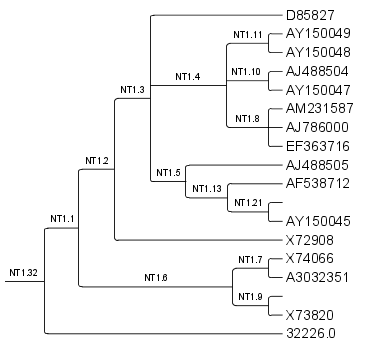 D85827
NT1.11
AY150049
AY150048
NT1.4
NT1.10
AJ488504
NT1.3
AY150047
AM231587
NT1.8
AJ786000
EF363716
NT1.2
AJ488505
NT1.5
AF538712
NT1.13
NT1.21
NT1.1
AY150045
X72908
NT1.7
X74066
NT1.32
NT1.6
A3032351
NT1.9
X73820
32226.0